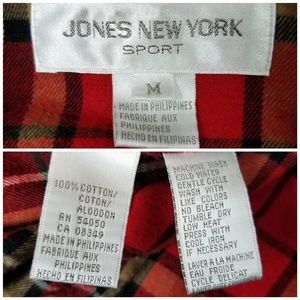 JONES NEW YORK
SPORT
M
MADE IN PHILIPPINES
FABRIQUE AUX
PHILIPPINES
HECHO EN FILIPINAS
100% COTTON/
COTON/
ALGODON
RN 54050
CA 08349
MADE IN
PHILIPPINES
FABRIQUE AUX
PHILIPPINES
HECHO EN FILIPINAS
MACHINE WASH
COLD WATER
GENTLE CYCLE
WASH WITH
LIKE COLORS
NO BLEACH
TUMBLE DRY
LOW HEAT
PRESS WITH
COOL IRON
IF NECESSARY
LAVER A LA MACHINE
EAU FROIDE
CYCLE DELICAT